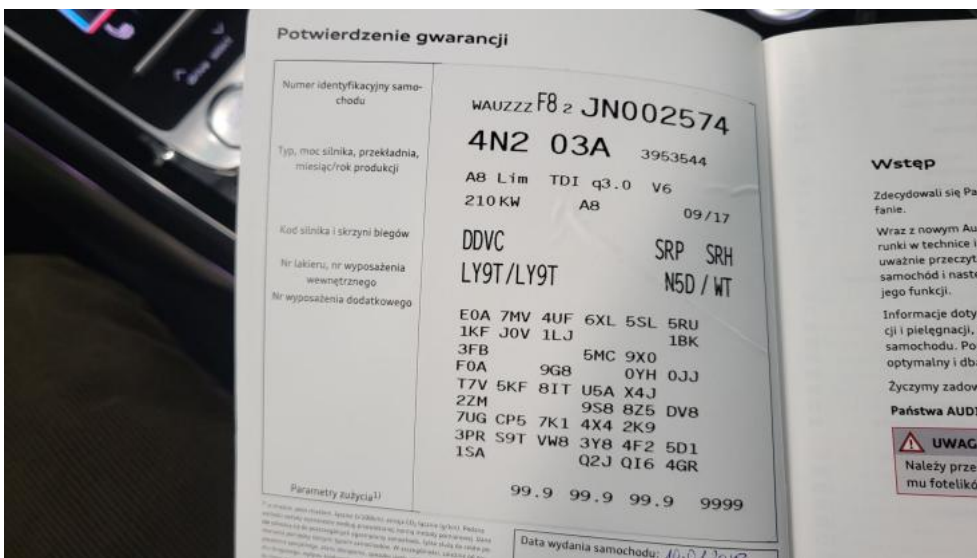 Potwierdzenie gwarancji
Numer identyfikacyjny samo-
chodu
WAUZZZ F8 2 JN002574
4N2 03A 3953544
Typ, moc silnika, przekładnia,
miesiąc/rok produkcji
A8 Lim TDI q3.0 V6
210 KW A8 09/17
Kod silnika i skrzyni biegów
DDVC SRP SRH
Nr lakieru, nr wyposażenia
wewnętrznego
LY9T/LY9T N5D / WT
Nr wyposażenia dodatkowego
E0A 7MV 4UF 6XL 5SL 5RU
1KF J0V 1LJ 1BK
3FB 5MC 9X0
F0A 9G8 0YH 0JJ
T7V 5KF 8IT U5A X4J
2ZM 9S8 8Z5 DV8
7UG CP5 7K1 4X4 2K9
3PR S9T VW8 3Y8 4F2 5D1
1SA Q2J QI6 4GR
Parametry zużycia1)
99.9 99.9 99.9 9999
Data wydania samochodu:
Wstęp
Zdecydowali się Pa
fanie.
Wraz z nowym Au
runki w technice i
uważnie przeczyt
samochód i nastę
jego funkcji.
Informacje doty
cji i pielęgnacji,
samochodu. Po
optymalny i dba
Życzymy zadow
Państwa AUDI
UWAG
Należy prze
mu fotelikó